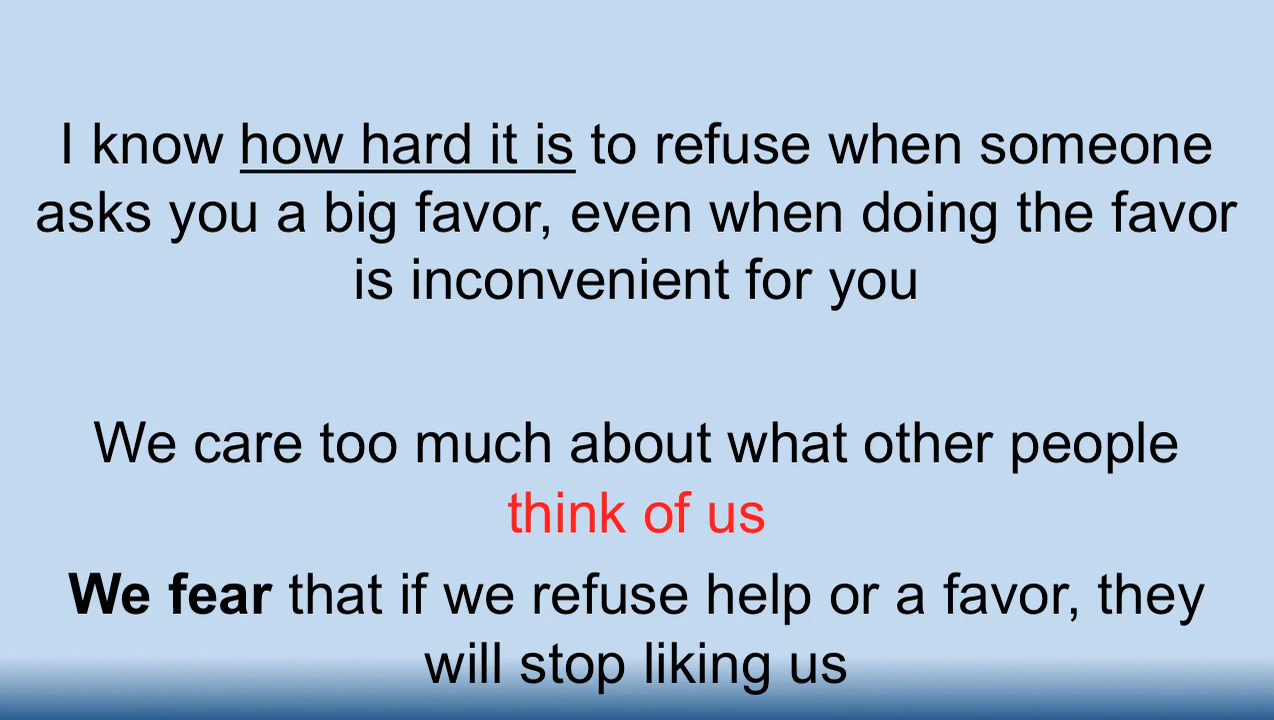 I know how hard it is to refuse when someone
asks you a big favor, even when doing the favor
is inconvenient for you
We care too much about what other people
think of us
We fear that if we refuse help or a favor, they
will stop liking us